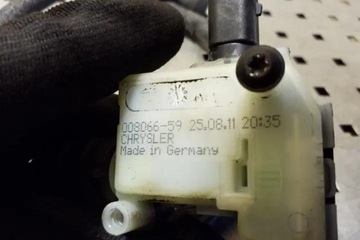 008066-59 25.08.11 20:35
CHRYSLER
Made in Germany